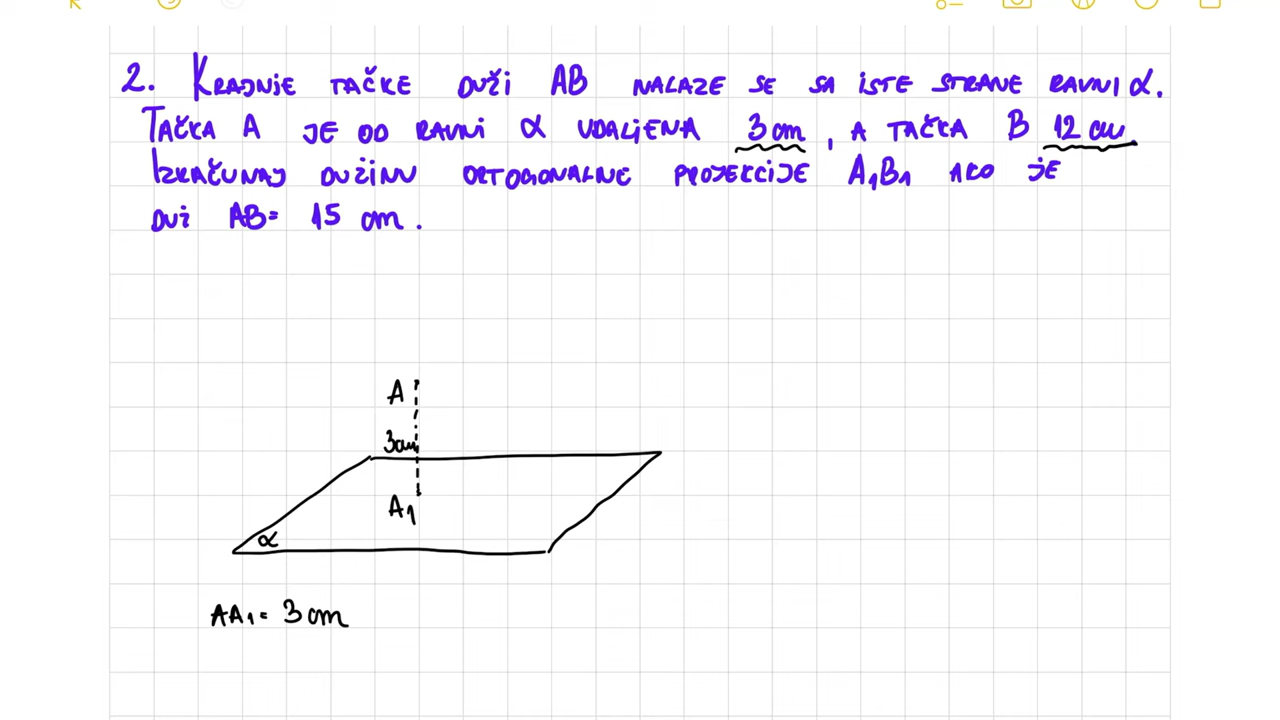 2. KRAJNJE TAČKE DUŽI AB NALAZE SE SA ISTE STRANE RAVNI α.
TAČKA A JE OD RAVNI α UDALJENA 3 cm, A TAČKA B 12 cm
IZRAČUNAJ DUŽINU ORTOGONALNE PROJEKCIJE A₁B₁ AKO JE
DUŽ AB= 15 cm.
A
3cm
A₁
α
AA₁= 3 cm